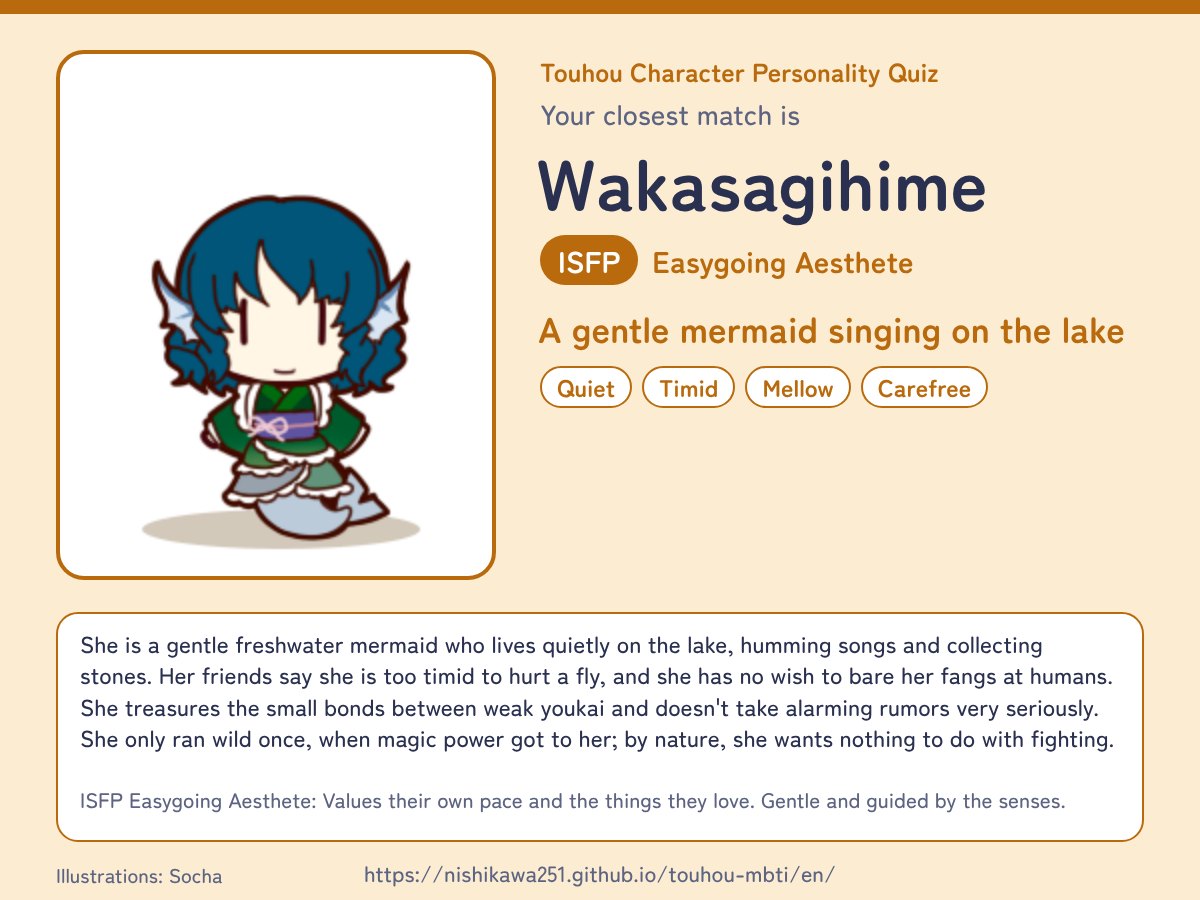 Touhou Character Personality Quiz
Your closest match is
Wakasagihime
ISFP Easygoing Aesthete
A gentle mermaid singing on the lake
Quiet Timid Mellow Carefree
She is a gentle freshwater mermaid who lives quietly on the lake, humming songs and collecting
stones. Her friends say she is too timid to hurt a fly, and she has no wish to bare her fangs at humans.
She treasures the small bonds between weak youkai and doesn't take alarming rumors very seriously.
She only ran wild once, when magic power got to her; by nature, she wants nothing to do with fighting.
ISFP Easygoing Aesthete: Values their own pace and the things they love. Gentle and guided by the senses.
Illustrations: Socha https://nishikawa251.github.io/touhou-mbti/en/